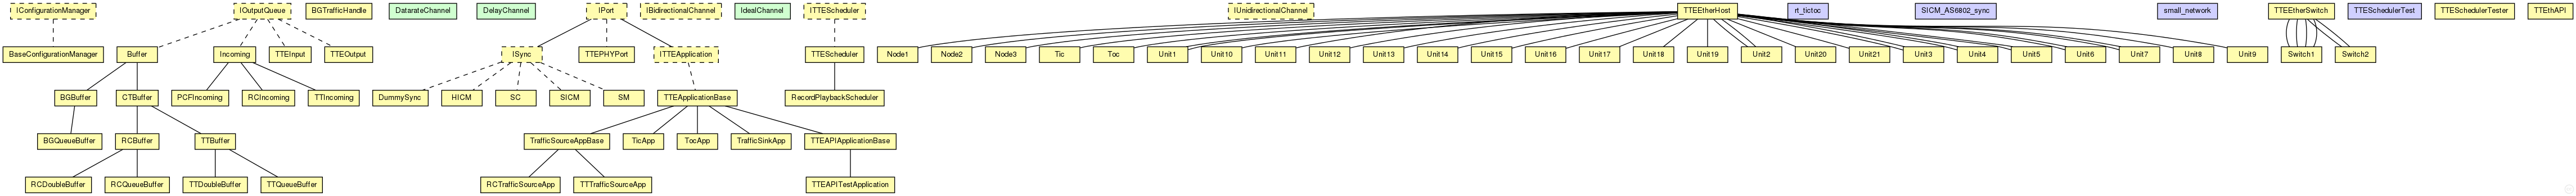 IConfigurationManager
IOutputQueue
BGTrafficHandle
DatarateChannel
DelayChannel
IPort
IBidirectionalChannel
IdealChannel
ITTEScheduler
IUnidirectionalChannel
TTEEtherHost
rt_tictoc
SICM_AS6802_sync
small_network
TTEEtherSwitch
TTESchedulerTest
TTESchedulerTester
TTEthAPI
BaseConfigurationManager
Buffer
Incoming
TTEInput
TTEOutput
ISync
TTEPHYPort
ITTEApplication
TTEScheduler
Node1
Node2
Node3
Tic
Toc
Unit1
Unit10
Unit11
Unit12
Unit13
Unit14
Unit15
Unit16
Unit17
Unit18
Unit19
Unit2
Unit20
Unit21
Unit3
Unit4
Unit5
Unit6
Unit7
Unit8
Unit9
Switch1
Switch2
BGBuffer
CTBuffer
PCFIncoming
RCIncoming
TTIncoming
DummySync
HICM
SC
SICM
SM
TTEApplicationBase
RecordPlaybackScheduler
BGQueueBuffer
RCBuffer
TTBuffer
TrafficSourceAppBase
TicApp
TocApp
TrafficSinkApp
TTEAPIApplicationBase
RCDoubleBuffer
RCQueueBuffer
TTDoubleBuffer
TTQueueBuffer
RCTrafficSourceApp
TTTrafficSourceApp
TTEAPITestApplication